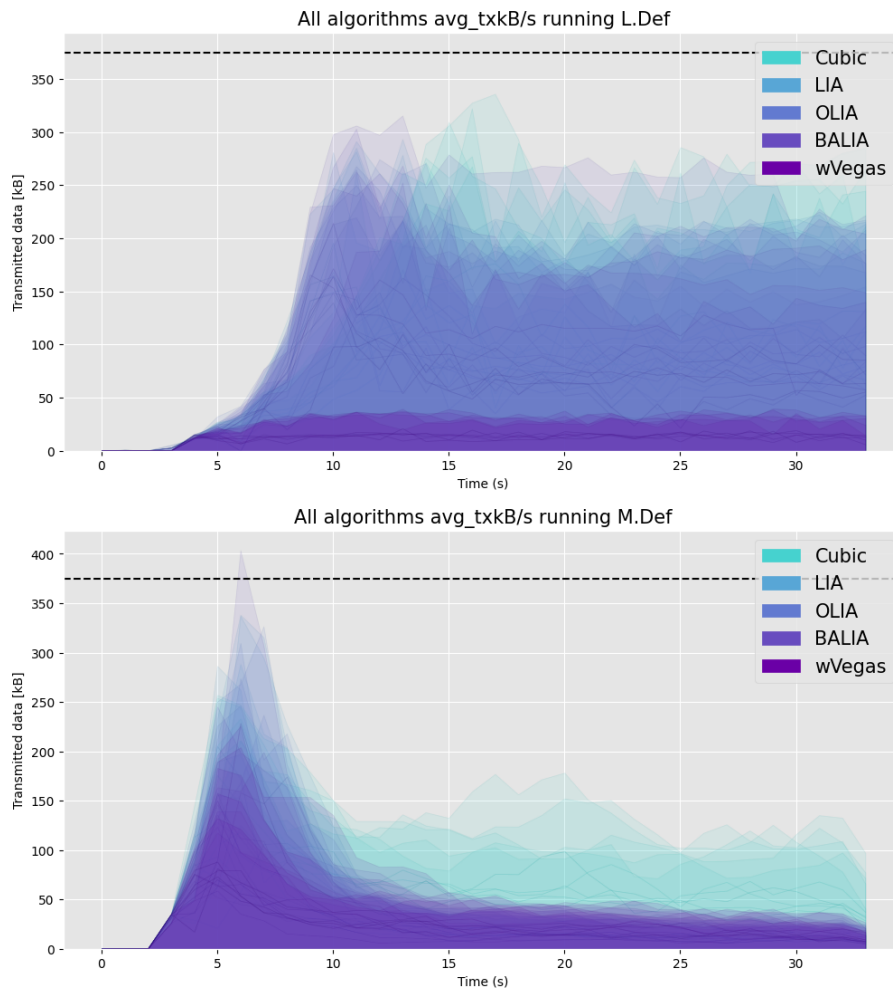 All algorithms avg_txkB/s running L.Def
Transmitted data [kB]
350
300
250
200
150
100
50
0
Cubic
LIA
OLIA
BALIA
wVegas
0 5 10 15 20 25 30
Time (s)
All algorithms avg_txkB/s running M.Def
Transmitted data [kB]
400
350
300
250
200
150
100
50
0
Cubic
LIA
OLIA
BALIA
wVegas
0 5 10 15 20 25 30
Time (s)